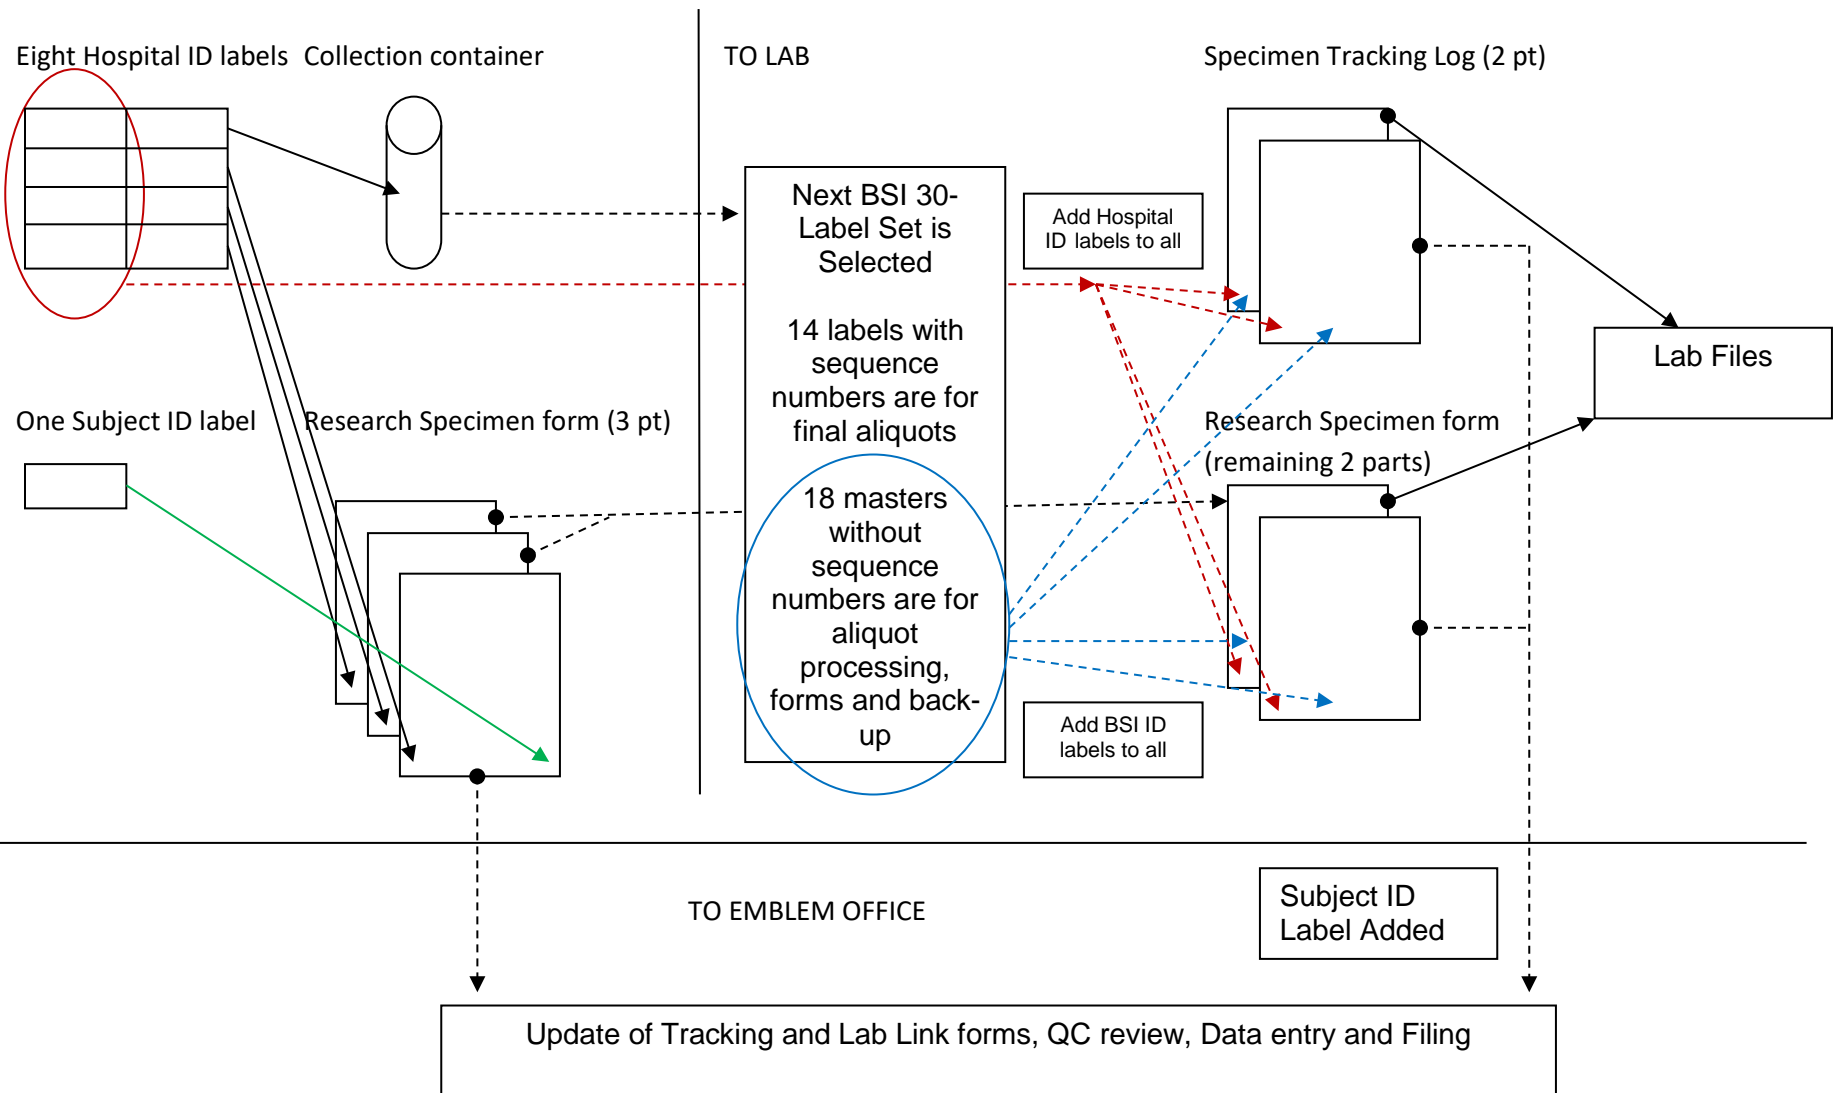 Eight Hospital ID labels
Collection container
TO LAB
Specimen Tracking Log (2 pt)
Next BSI 30-
Label Set is
Selected
14 labels with
sequence
numbers are for
final aliquots
18 masters
without
sequence
numbers are for
aliquot
processing,
forms and back-
up
Add Hospital
ID labels to all
Lab Files
One Subject ID label
Research Specimen form (3 pt)
Research Specimen form
(remaining 2 parts)
Add BSI ID
labels to all
TO EMBLEM OFFICE
Subject ID
Label Added
Update of Tracking and Lab Link forms, QC review, Data entry and Filing